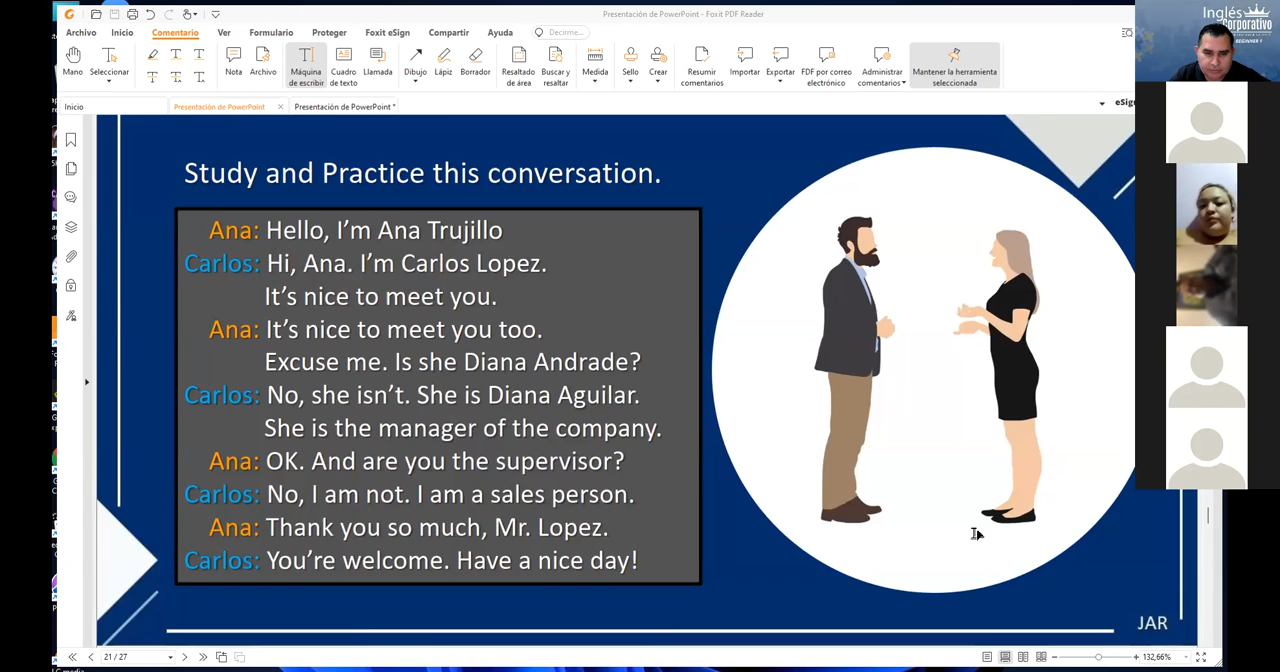 Presentación de PowerPoint - Foxit PDF Reader
Archivo Inicio Comentario Ver Formulario Proteger Foxit eSign Compartir Ayuda Decirme...
Mano Seleccionar Nota Archivo Máquina de escribir Cuadro de texto Llamada Dibujo Lápiz Borrador Resaltado de área Buscar y resaltar Medida Sello Crear Resumir comentarios Importar Exportar FDF por correo electrónico Administrar comentarios Mantener la herramienta seleccionada
Inicio Presentación de PowerPoint Presentación de PowerPoint *
Inglés
Corporativo
Study and Practice this conversation.
Ana: Hello, I’m Ana Trujillo
Carlos: Hi, Ana. I’m Carlos Lopez.
It’s nice to meet you.
Ana: It’s nice to meet you too.
Excuse me. Is she Diana Andrade?
Carlos: No, she isn’t. She is Diana Aguilar.
She is the manager of the company.
Ana: OK. And are you the supervisor?
Carlos: No, I am not. I am a sales person.
Ana: Thank you so much, Mr. Lopez.
Carlos: You’re welcome. Have a nice day!
JAR
21 / 27
132,66%